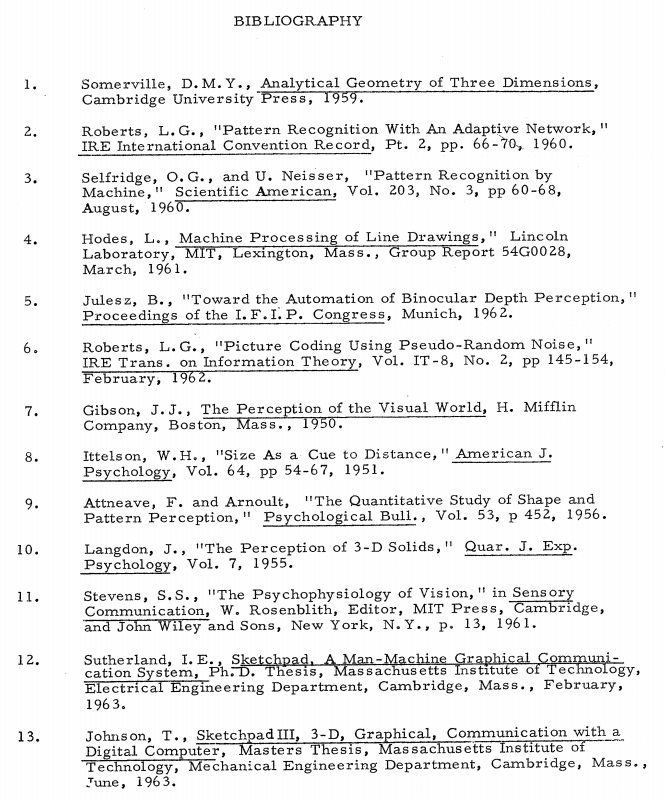 BIBLIOGRAPHY
1. Somerville, D.M.Y., Analytical Geometry of Three Dimensions,
Cambridge University Press, 1959.
2. Roberts, L.G., "Pattern Recognition With An Adaptive Network,"
IRE International Convention Record, Pt. 2, pp. 66-70, 1960.
3. Selfridge, O.G., and U. Neisser, "Pattern Recognition by
Machine," Scientific American, Vol. 203, No. 3, pp 60-68,
August, 1960.
4. Hodes, L., Machine Processing of Line Drawings," Lincoln
Laboratory, MIT, Lexington, Mass., Group Report 54G0028,
March, 1961.
5. Julesz, B., "Toward the Automation of Binocular Depth Perception,"
Proceedings of the I.F.I.P. Congress, Munich, 1962.
6. Roberts, L.G., "Picture Coding Using Pseudo-Random Noise,"
IRE Trans. on Information Theory, Vol. IT-8, No. 2, pp 145-154,
February, 1962.
7. Gibson, J.J., The Perception of the Visual World, H. Mifflin
Company, Boston, Mass., 1950.
8. Ittelson, W.H., "Size As a Cue to Distance," American J.
Psychology, Vol. 64, pp 54-67, 1951.
9. Attneave, F. and Arnoult, "The Quantitative Study of Shape and
Pattern Perception," Psychological Bull., Vol. 53, p 452, 1956.
10. Langdon, J., "The Perception of 3-D Solids," Quar. J. Exp.
Psychology, Vol. 7, 1955.
11. Stevens, S.S., "The Psychophysiology of Vision," in Sensory
Communication, W. Rosenblith, Editor, MIT Press, Cambridge,
and John Wiley and Sons, New York, N.Y., p. 13, 1961.
12. Sutherland, I.E., Sketchpad, A Man-Machine Graphical Communi-
cation System, Ph.D. Thesis, Massachusetts Institute of Technology,
Electrical Engineering Department, Cambridge, Mass., February,
1963.
13. Johnson, T., Sketchpad III, 3-D, Graphical, Communication with a
Digital Computer, Masters Thesis, Massachusetts Institute of
Technology, Mechanical Engineering Department, Cambridge, Mass.,
June, 1963.